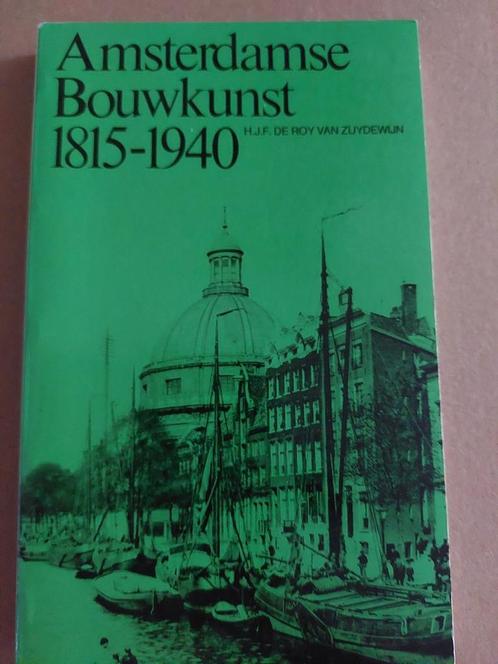 Amsterdamse
Bouwkunst
1815-1940
H.J.F. DE ROY VAN ZUYDEWIJN